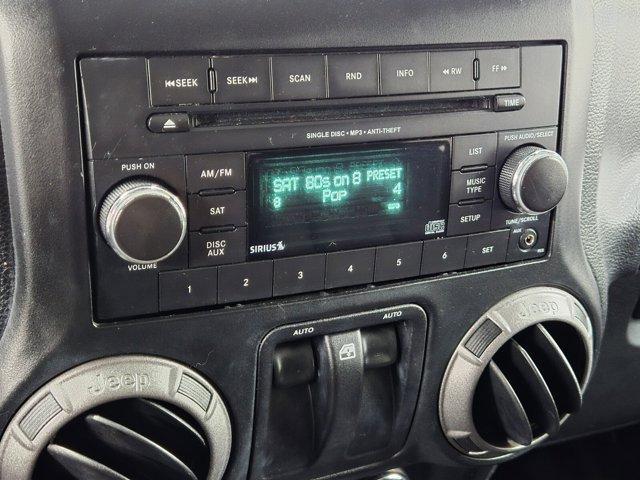 SEEK
SEEK
SCAN
RND
INFO
RW
FF
TIME
SINGLE DISC • MP3 • ANTI-THEFT
PUSH ON
VOLUME
AM/FM
SAT
DISC AUX
SAT 80s on 8 PRESET
8 Pop 4
SIRIUS
LIST
MUSIC TYPE
SETUP
PUSH AUDIO/SELECT
TUNE/SCROLL
AUX
1 2 3 4 5 6 SET
AUTO AUTO
Jeep
Jeep